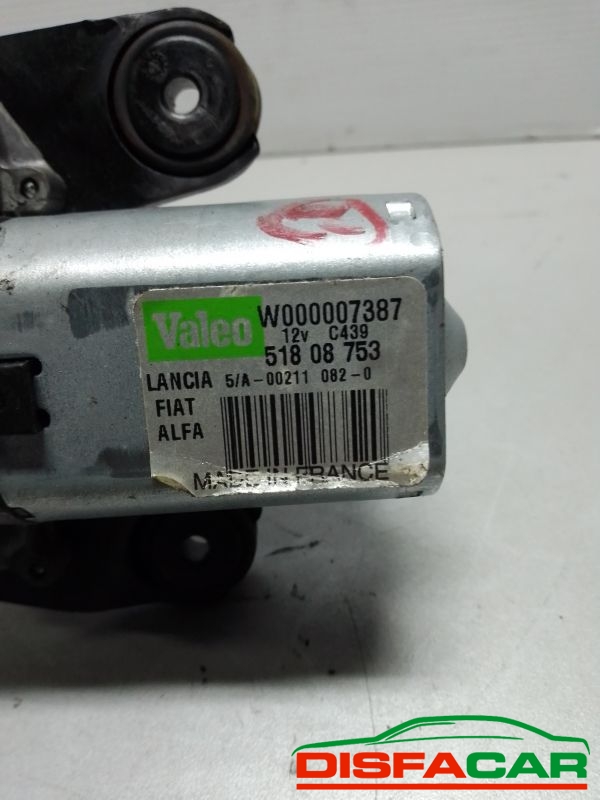 Valeo
W000007387
12v C439
518 08 753
LANCIA 5/A-00211 082-0
FIAT
ALFA
MADE IN FRANCE
DISFACAR